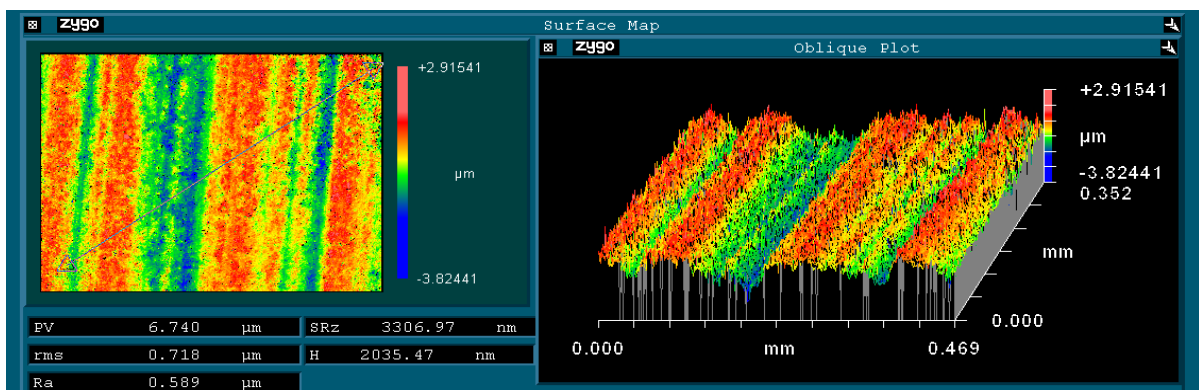 zygo Surface Map
+2.91541
μm
-3.82441
PV 6.740 μm SRz 3306.97 nm
rms 0.718 μm H 2035.47 nm
Ra 0.589 μm
zygo Oblique Plot
+2.91541
μm
-3.82441
0.352
mm
0.000
0.000 mm 0.469